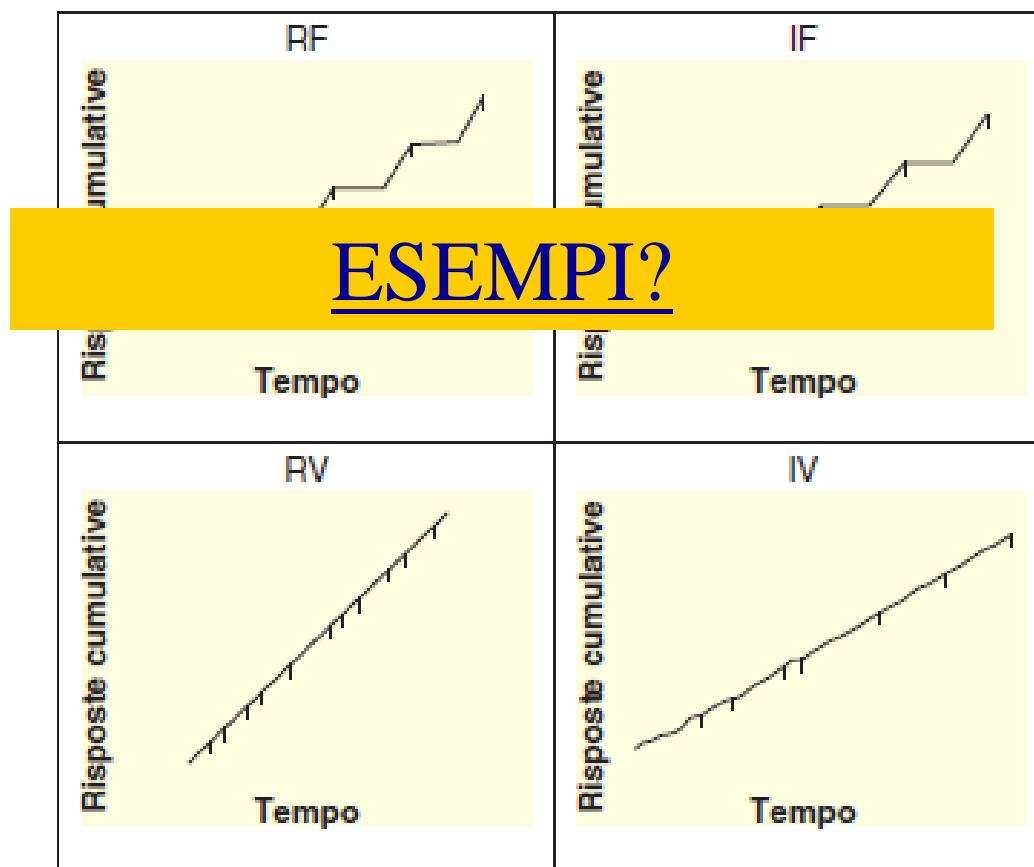 RF
IF
ESEMPI?
Tempo
Tempo
RV
IV
Risposte cumulative
Risposte cumulative
Tempo
Tempo